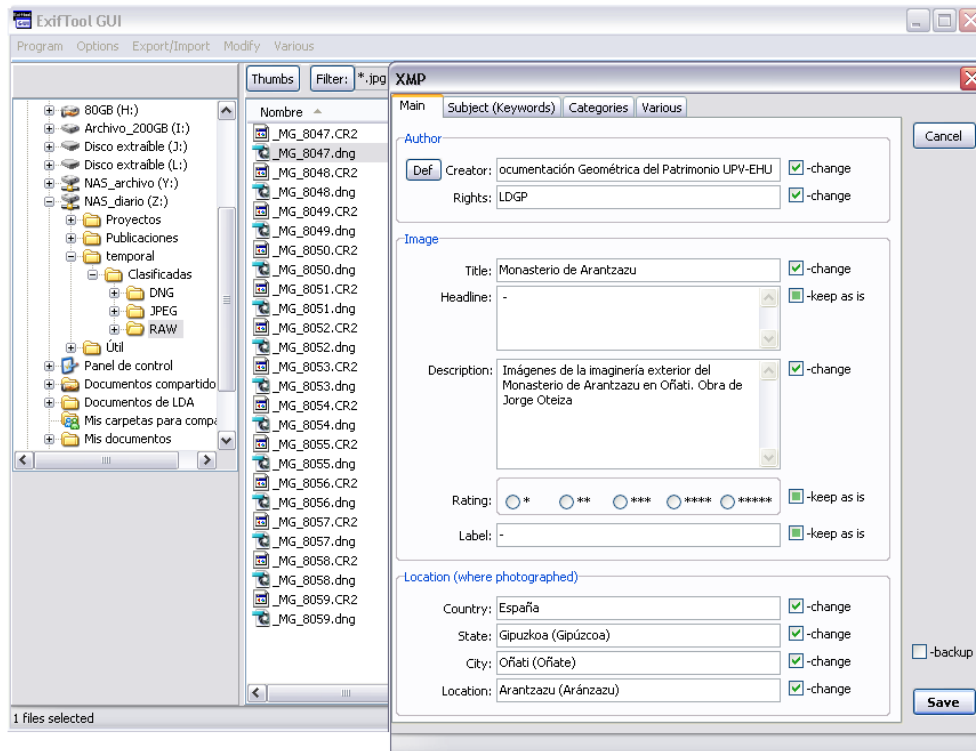 ExifTool GUI
Program Options Export/Import Modify Various
Thumbs Filter: *.jpg
80GB (H:)
Archivo_200GB (I:)
Disco extraíble (J:)
Disco extraíble (L:)
NAS_archivo (Y:)
NAS_diario (Z:)
Proyectos
Publicaciones
temporal
Clasificadas
DNG
JPEG
RAW
Útil
Panel de control
Documentos compartido
Documentos de LDA
Mis carpetas para compa
Mis documentos
Nombre
_MG_8047.CR2
_MG_8047.dng
_MG_8048.CR2
_MG_8048.dng
_MG_8049.CR2
_MG_8049.dng
_MG_8050.CR2
_MG_8050.dng
_MG_8051.CR2
_MG_8051.dng
_MG_8052.CR2
_MG_8052.dng
_MG_8053.CR2
_MG_8053.dng
_MG_8054.CR2
_MG_8054.dng
_MG_8055.CR2
_MG_8055.dng
_MG_8056.CR2
_MG_8056.dng
_MG_8057.CR2
_MG_8057.dng
_MG_8058.CR2
_MG_8058.dng
_MG_8059.CR2
_MG_8059.dng
1 files selected
XMP
Main Subject (Keywords) Categories Various
Cancel
Author
Def Creator: ocumentación Geométrica del Patrimonio UPV-EHU -change
Rights: LDGP -change
Image
Title: Monasterio de Arantzazu -change
Headline: - -keep as is
Description: Imágenes de la imaginería exterior del -change
Monasterio de Arantzazu en Oñati. Obra de
Jorge Oteiza
Rating: * ** *** **** ***** -keep as is
Label: - -keep as is
Location (where photographed)
Country: España -change
State: Gipuzkoa (Gipúzcoa) -change
City: Oñati (Oñate) -change
Location: Arantzazu (Aránzazu) -change
-backup
Save